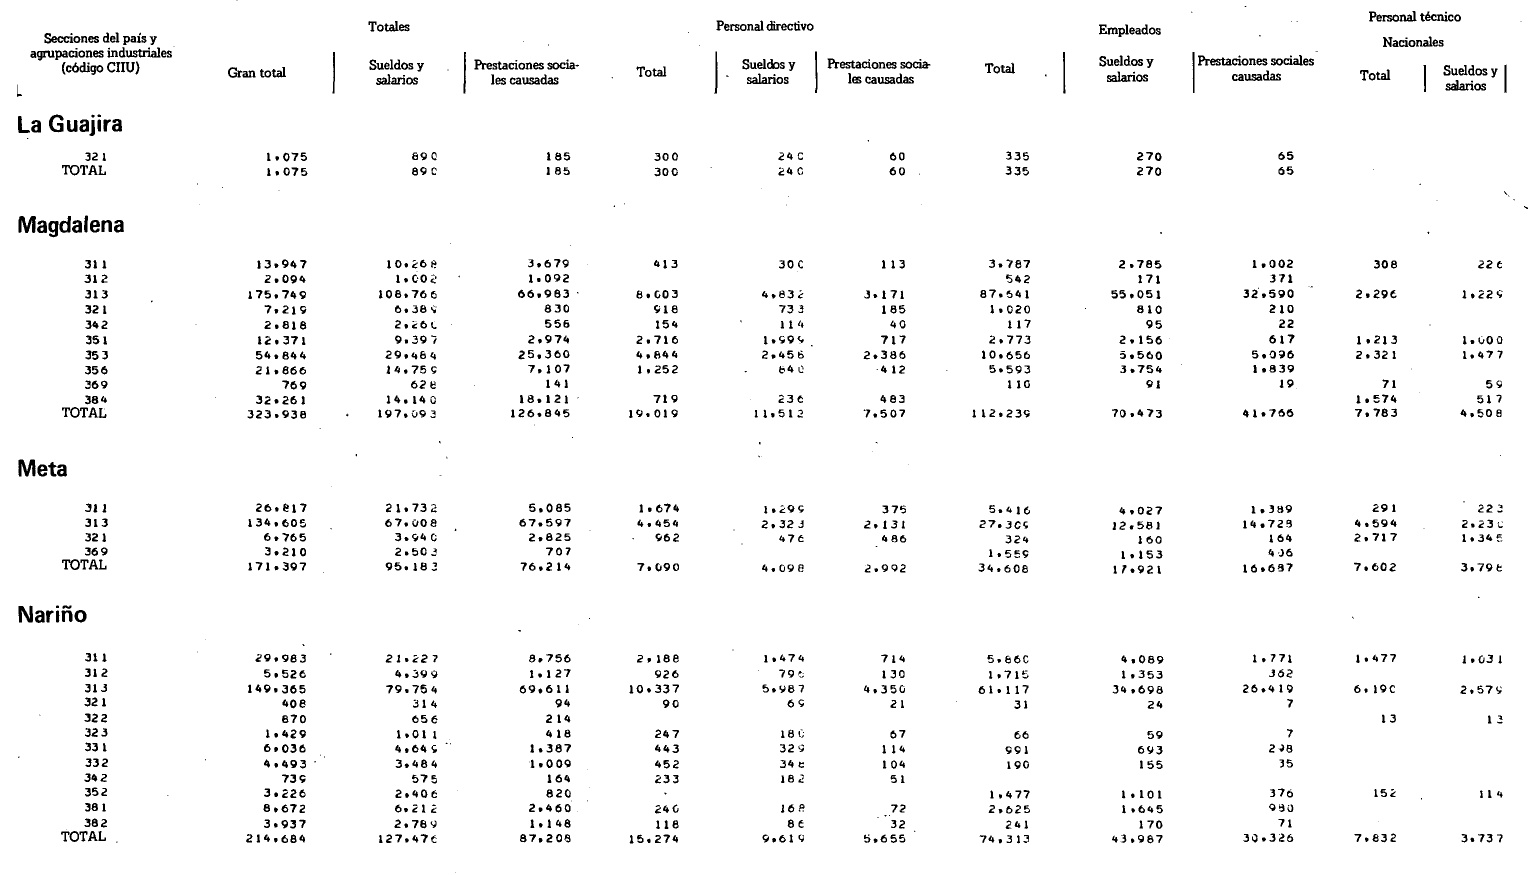 Totales Personal directivo Empleados Personal técnico
Secciones del país y agrupaciones industriales (código CIIU) Nacionales
Gran total Sueldos y salarios Prestaciones socia-les causadas Total Sueldos y salarios Prestaciones socia-les causadas Total Sueldos y salarios Prestaciones sociales causadas Total Sueldos y salarios
La Guajira
321 1.075 890 185 300 240 60 335 270 65
TOTAL 1.075 890 185 300 240 60 335 270 65
Magdalena
311 13.947 10.268 3.679 413 300 113 3.787 2.785 1.002 308 226
312 2.094 1.002 1.092 542 171 371
313 175.749 108.766 66.983 8.003 4.832 3.171 87.641 55.051 32.590 2.296 1.229
321 7.219 6.389 830 918 733 185 1.020 810 210
342 2.818 2.260 558 154 114 40 117 95 22
351 12.371 9.397 2.974 2.716 1.999 717 2.773 2.156 617 1.213 1.000
353 54.844 29.484 25.360 4.844 2.458 2.386 10.656 5.560 5.096 2.321 1.477
356 21.866 14.759 7.107 1.252 840 412 5.593 3.754 1.839
369 769 628 141 110 91 19 71 59
384 32.261 14.140 18.121 719 236 483 1.574 517
TOTAL 323.938 197.093 126.845 19.019 11.512 7.507 112.239 70.473 41.766 7.783 4.508
Meta
311 26.817 21.732 5.085 1.674 1.299 375 5.416 4.027 1.389 291 223
313 134.605 67.008 67.597 4.454 2.323 2.131 27.309 12.581 14.728 4.594 2.230
321 6.765 3.940 2.825 962 476 486 324 160 164 2.717 1.345
369 3.210 2.503 707 1.559 1.153 406
TOTAL 171.397 95.183 76.214 7.090 4.098 2.992 34.608 17.921 16.687 7.602 3.798
Nariño
311 29.983 21.227 8.756 2.188 1.474 714 5.860 4.089 1.771 1.477 1.031
312 5.526 4.399 1.127 926 796 130 1.715 1.353 362
313 149.365 79.754 69.611 10.337 5.987 4.350 61.117 34.698 26.419 6.190 2.579
321 408 314 94 90 69 21 31 24 7
322 870 656 214 13 13
323 1.429 1.011 418 247 180 67 66 59 7
331 6.036 4.649 1.387 443 329 114 991 693 298
332 4.493 3.484 1.009 452 348 104 190 155 35
342 739 575 164 233 182 51
352 3.226 2.406 820 1.477 1.101 376 152 114
381 8.672 6.212 2.460 240 168 72 2.625 1.645 980
382 3.937 2.789 1.148 118 86 32 241 170 71
TOTAL 214.684 127.476 87.208 15.274 9.619 5.655 74.313 43.987 30.326 7.832 3.737